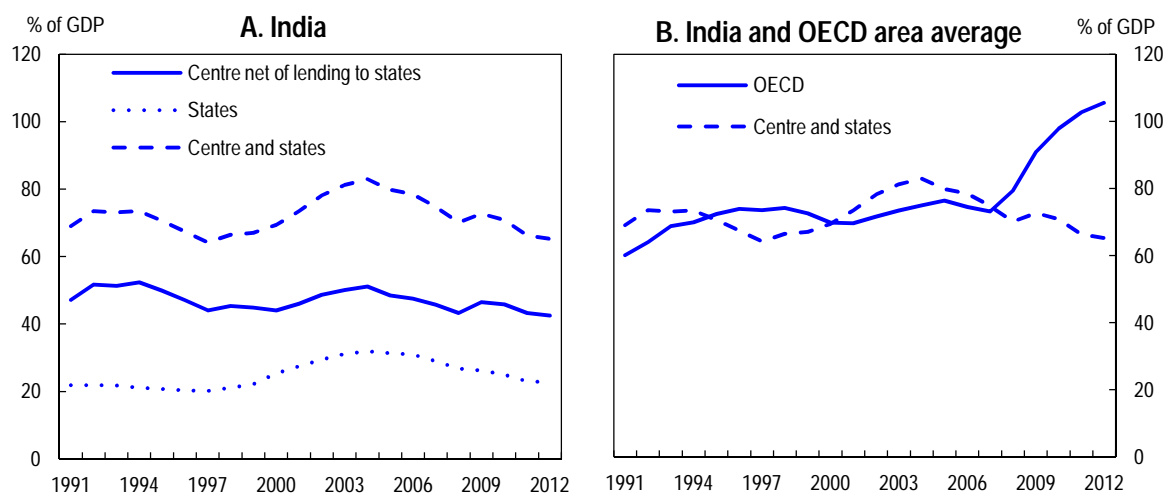 % of GDP
A. India
120
100
80
60
40
20
0
Centre net of lending to states
States
Centre and states
1991 1994 1997 2000 2003 2006 2009 2012
B. India and OECD area average
% of GDP
OECD
Centre and states
120
100
80
60
40
20
0
1991 1994 1997 2000 2003 2006 2009 2012